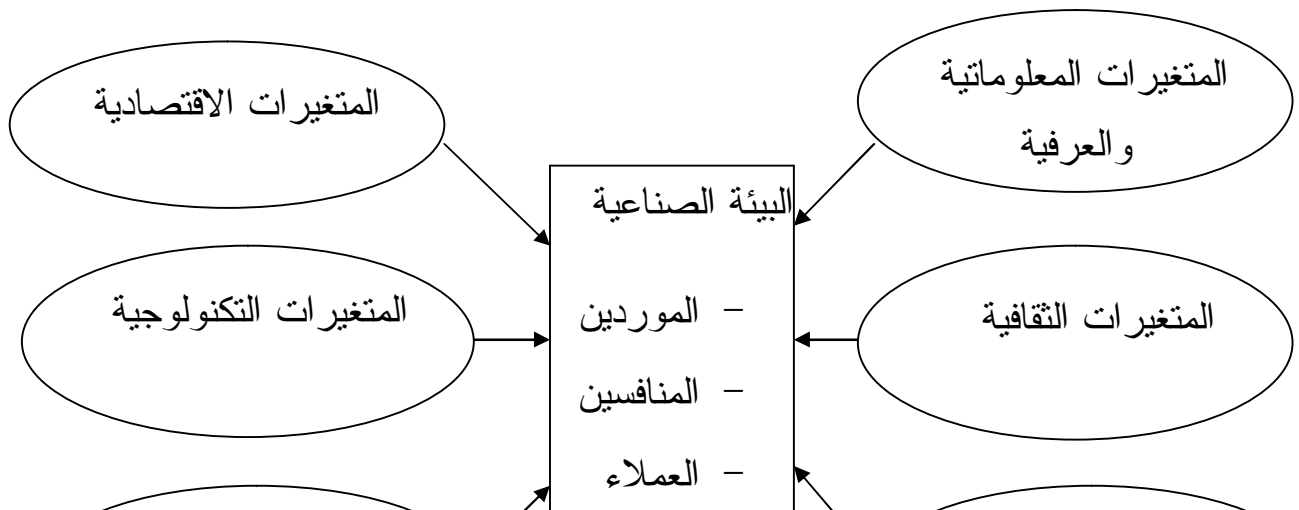 المتغيرات المعلوماتية
والعرفية
المتغيرات الاقتصادية
البيئة الصناعية
- الموردين
- المنافسين
- العملاء
المتغيرات الثقافية
المتغيرات التكنولوجية